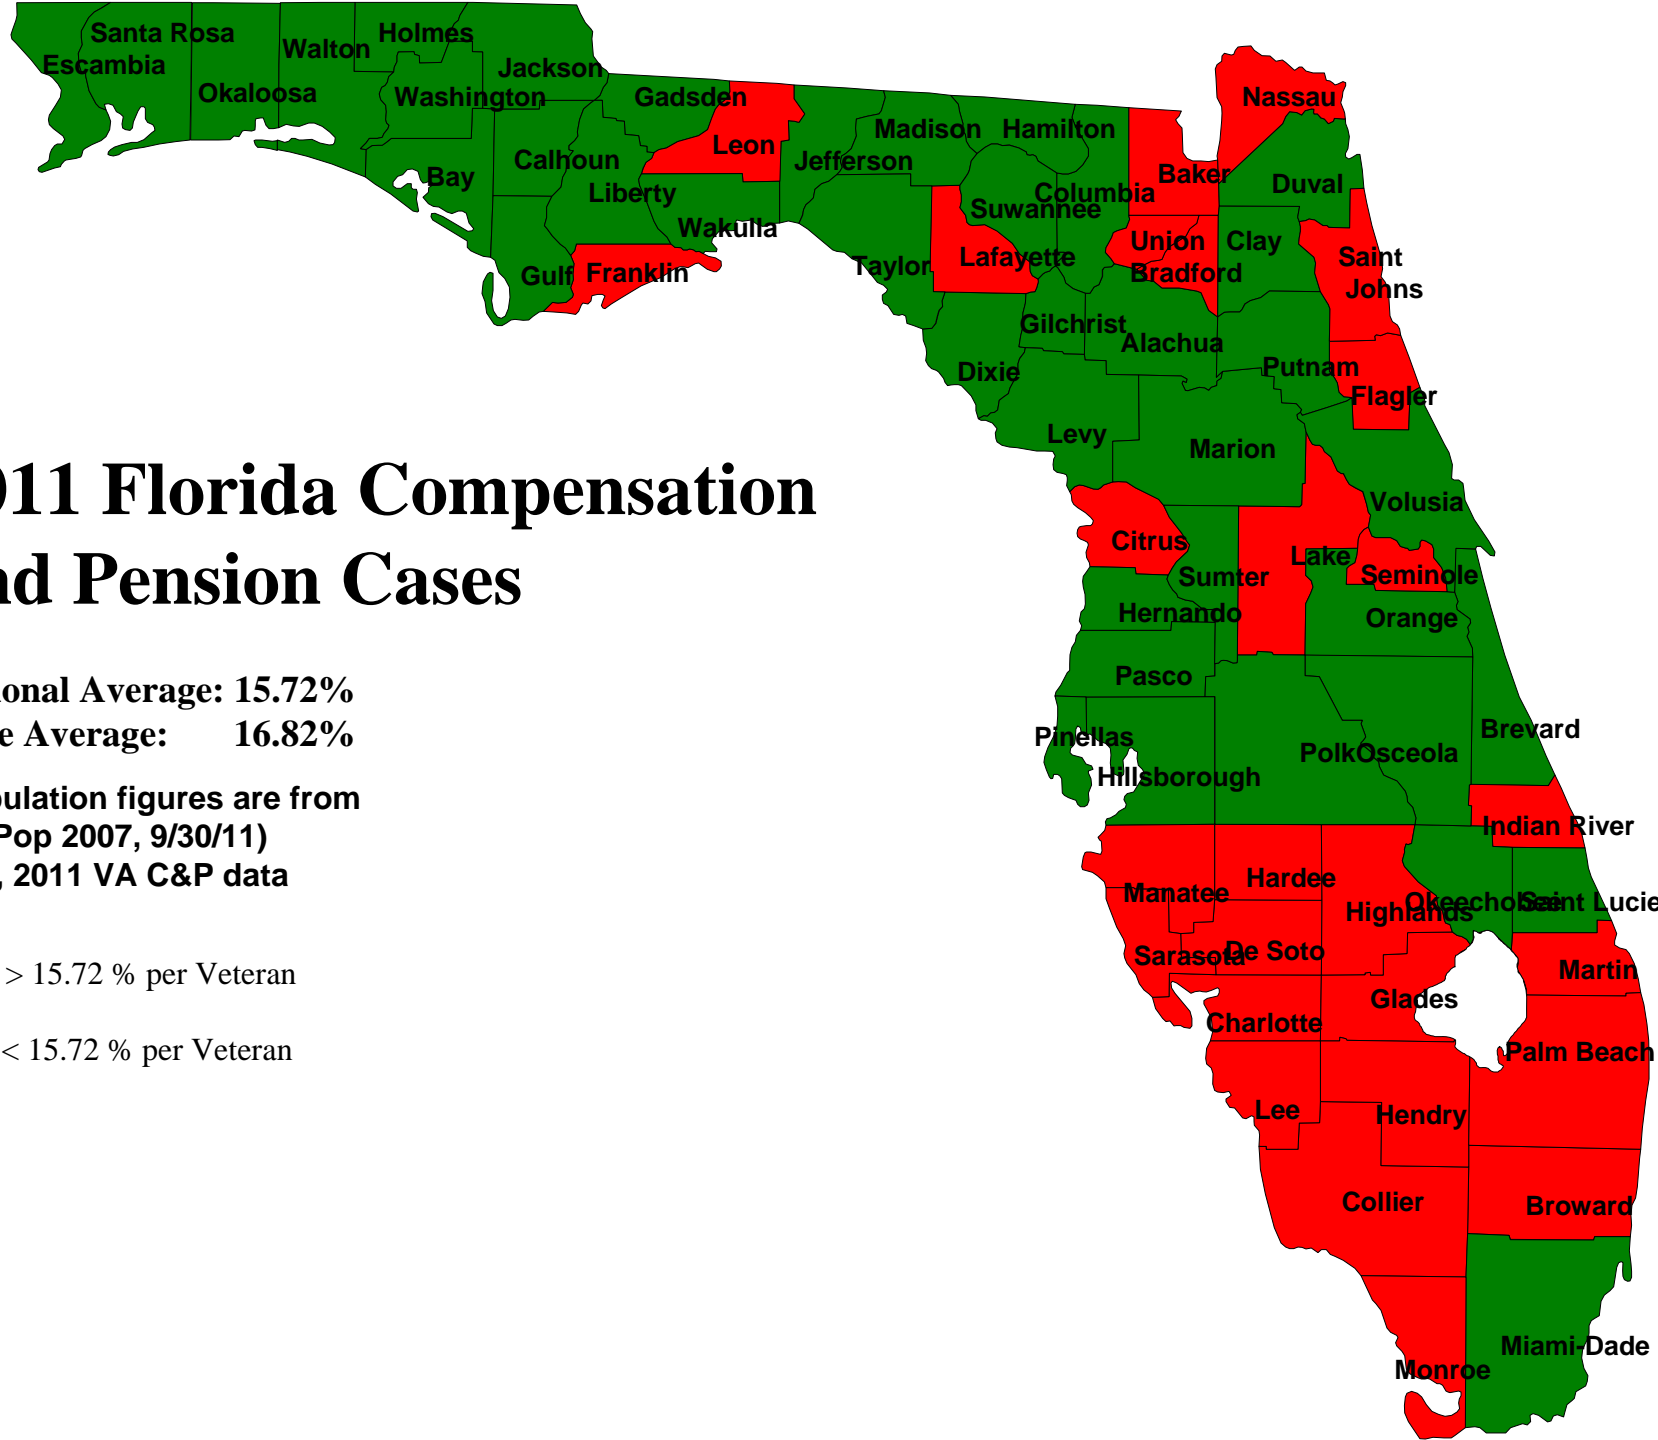 Santa Rosa
Holmes
Walton
Escambia
Jackson
Okaloosa
Washington
Gadsden
Nassau
Leon
Madison
Hamilton
Calhoun
Jefferson
Bay
Baker
Duval
Liberty
Columbia
Suwannee
Wakulla
Union
Clay
Taylor
Lafayette
Saint
Johns
Gulf
Franklin
Bradford
Gilchrist
Alachua
Dixie
Putnam
Flagler
Levy
Marion
011 Florida Compensation
Volusia
Citrus
Lake
nd Pension Cases
Sumter
Seminole
Hernando
Orange
Pasco
ional Average: 15.72%
e Average: 16.82%
Pinellas
Brevard
Polk
Osceola
Hillsborough
pulation figures are from
Pop 2007, 9/30/11)
, 2011 VA C&P data
Indian River
Hardee
Manatee
Okeechobee
Saint Lucie
Highlands
Sarasota
De Soto
> 15.72 % per Veteran
Martin
Glades
Charlotte
< 15.72 % per Veteran
Palm Beach
Lee
Hendry
Collier
Broward
Miami-Dade
Monroe